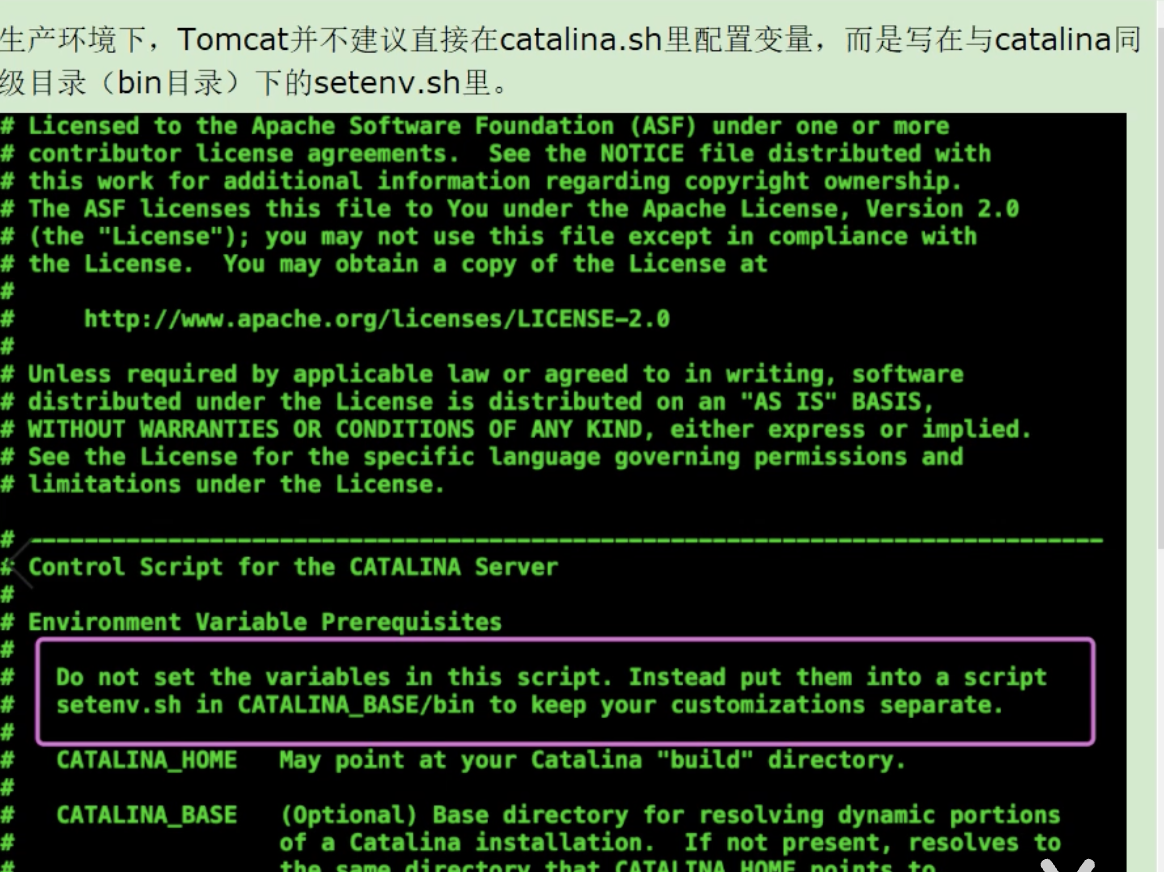 生产环境下，Tomcat并不建议直接在catalina.sh里配置变量，而是写在与catalina同
级目录（bin目录）下的setenv.sh里。
# Licensed to the Apache Software Foundation (ASF) under one or more
# contributor license agreements.  See the NOTICE file distributed with
# this work for additional information regarding copyright ownership.
# The ASF licenses this file to You under the Apache License, Version 2.0
# (the "License"); you may not use this file except in compliance with
# the License.  You may obtain a copy of the License at
#
#     http://www.apache.org/licenses/LICENSE-2.0
#
# Unless required by applicable law or agreed to in writing, software
# distributed under the License is distributed on an "AS IS" BASIS,
# WITHOUT WARRANTIES OR CONDITIONS OF ANY KIND, either express or implied.
# See the License for the specific language governing permissions and
# limitations under the License.
# -----------------------------------------------------------------------------
# Control Script for the CATALINA Server
#
# Environment Variable Prerequisites
#
#   Do not set the variables in this script. Instead put them into a script
#   setenv.sh in CATALINA_BASE/bin to keep your customizations separate.
#
#   CATALINA_HOME   May point at your Catalina "build" directory.
#
#   CATALINA_BASE   (Optional) Base directory for resolving dynamic portions
#                   of a Catalina installation.  If not present, resolves to
#                   the same directory that CATALINA_HOME points to.